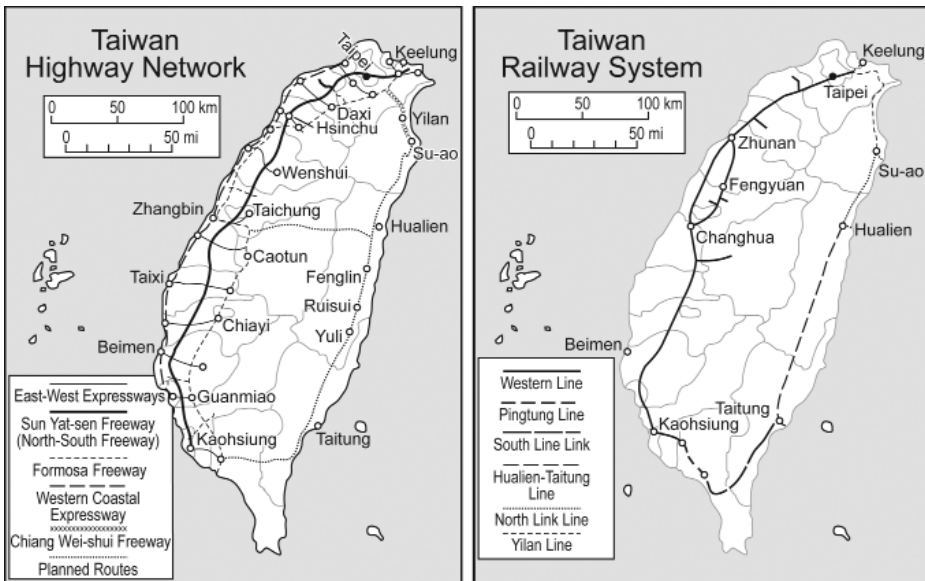 Taiwan
Highway Network
0 50 100 km
0 50 mi
Taipei
Keelung
Daxi
Hsinchu
Yilan
Su-ao
Wenshui
Zhangbin
Taichung
Hualien
Caotun
Taixi
Fenglin
Ruisui
Chiayi
Yuli
Beimen
Guanmiao
Kaohsiung
Taitung
East-West Expressways
Sun Yat-sen Freeway
(North-South Freeway)
Formosa Freeway
Western Coastal
Expressway
Chiang Wei-shui Freeway
Planned Routes
Taiwan
Railway System
0 50 100 km
0 50 mi
Keelung
Taipei
Zhunan
Su-ao
Fengyuan
Changhua
Hualien
Beimen
Taitung
Kaohsiung
Western Line
Pingtung Line
South Line Link
Hualien-Taitung
Line
North Link Line
Yilan Line